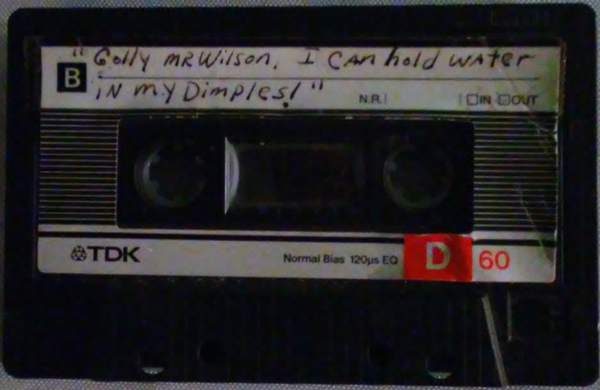 "Golly MR Wilson, I CAN hold WATER
B
iN my Dimples!"
N.R.
IN OUT
TDK
Normal Bias 120µs EQ
D 60